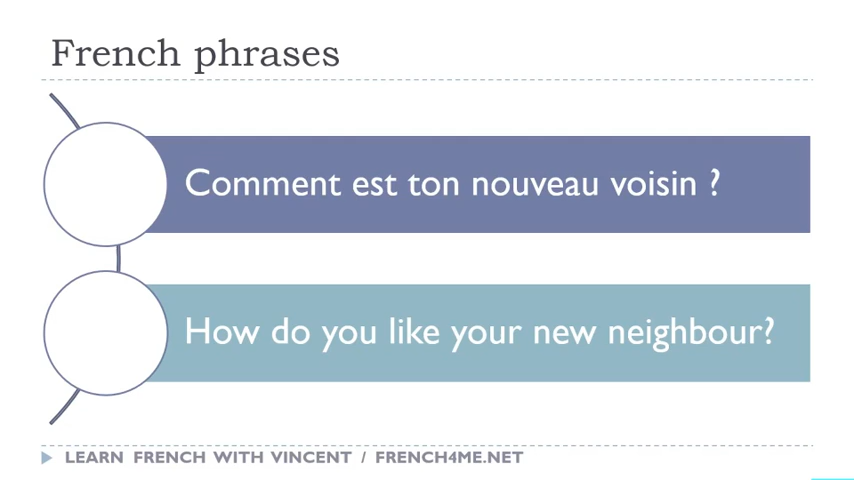 French phrases
Comment est ton nouveau voisin ?
How do you like your new neighbour?
LEARN FRENCH WITH VINCENT / FRENCH4ME.NET